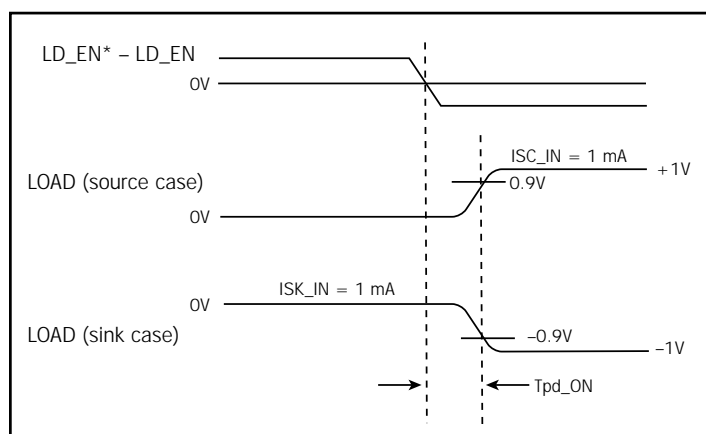 LD_EN* – LD_EN
0V
ISC_IN = 1 mA
+1V
LOAD (source case)
0.9V
0V
ISK_IN = 1 mA
0V
LOAD (sink case)
–0.9V
–1V
Tpd_ON